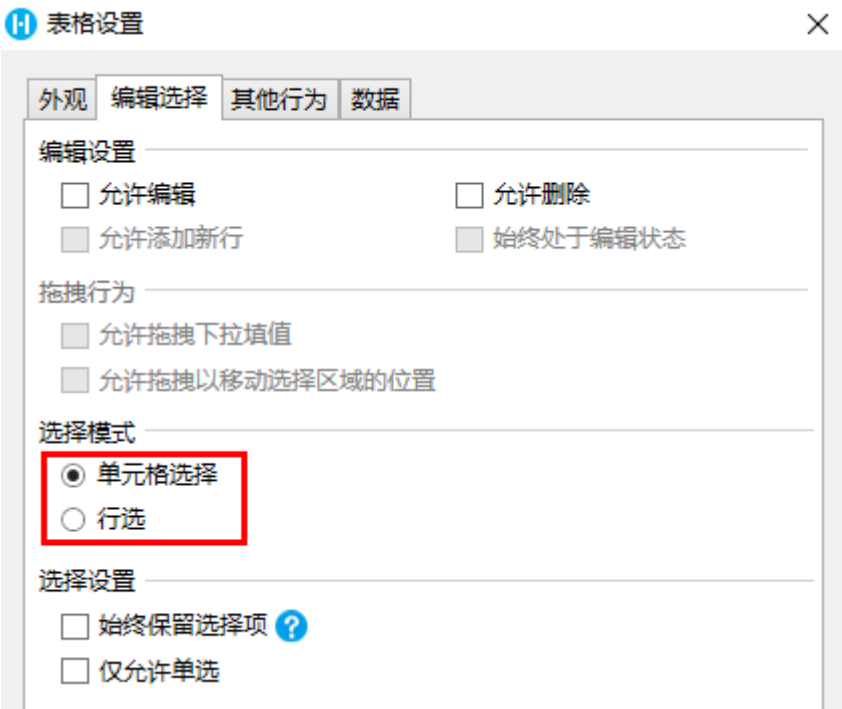 表格设置
外观 编辑选择 其他行为 数据
编辑设置
允许编辑 允许删除
允许添加新行 始终处于编辑状态
拖拽行为
允许拖拽下拉填值
允许拖拽以移动选择区域的位置
选择模式
单元格选择
行选
选择设置
始终保留选择项 ?
仅允许单选